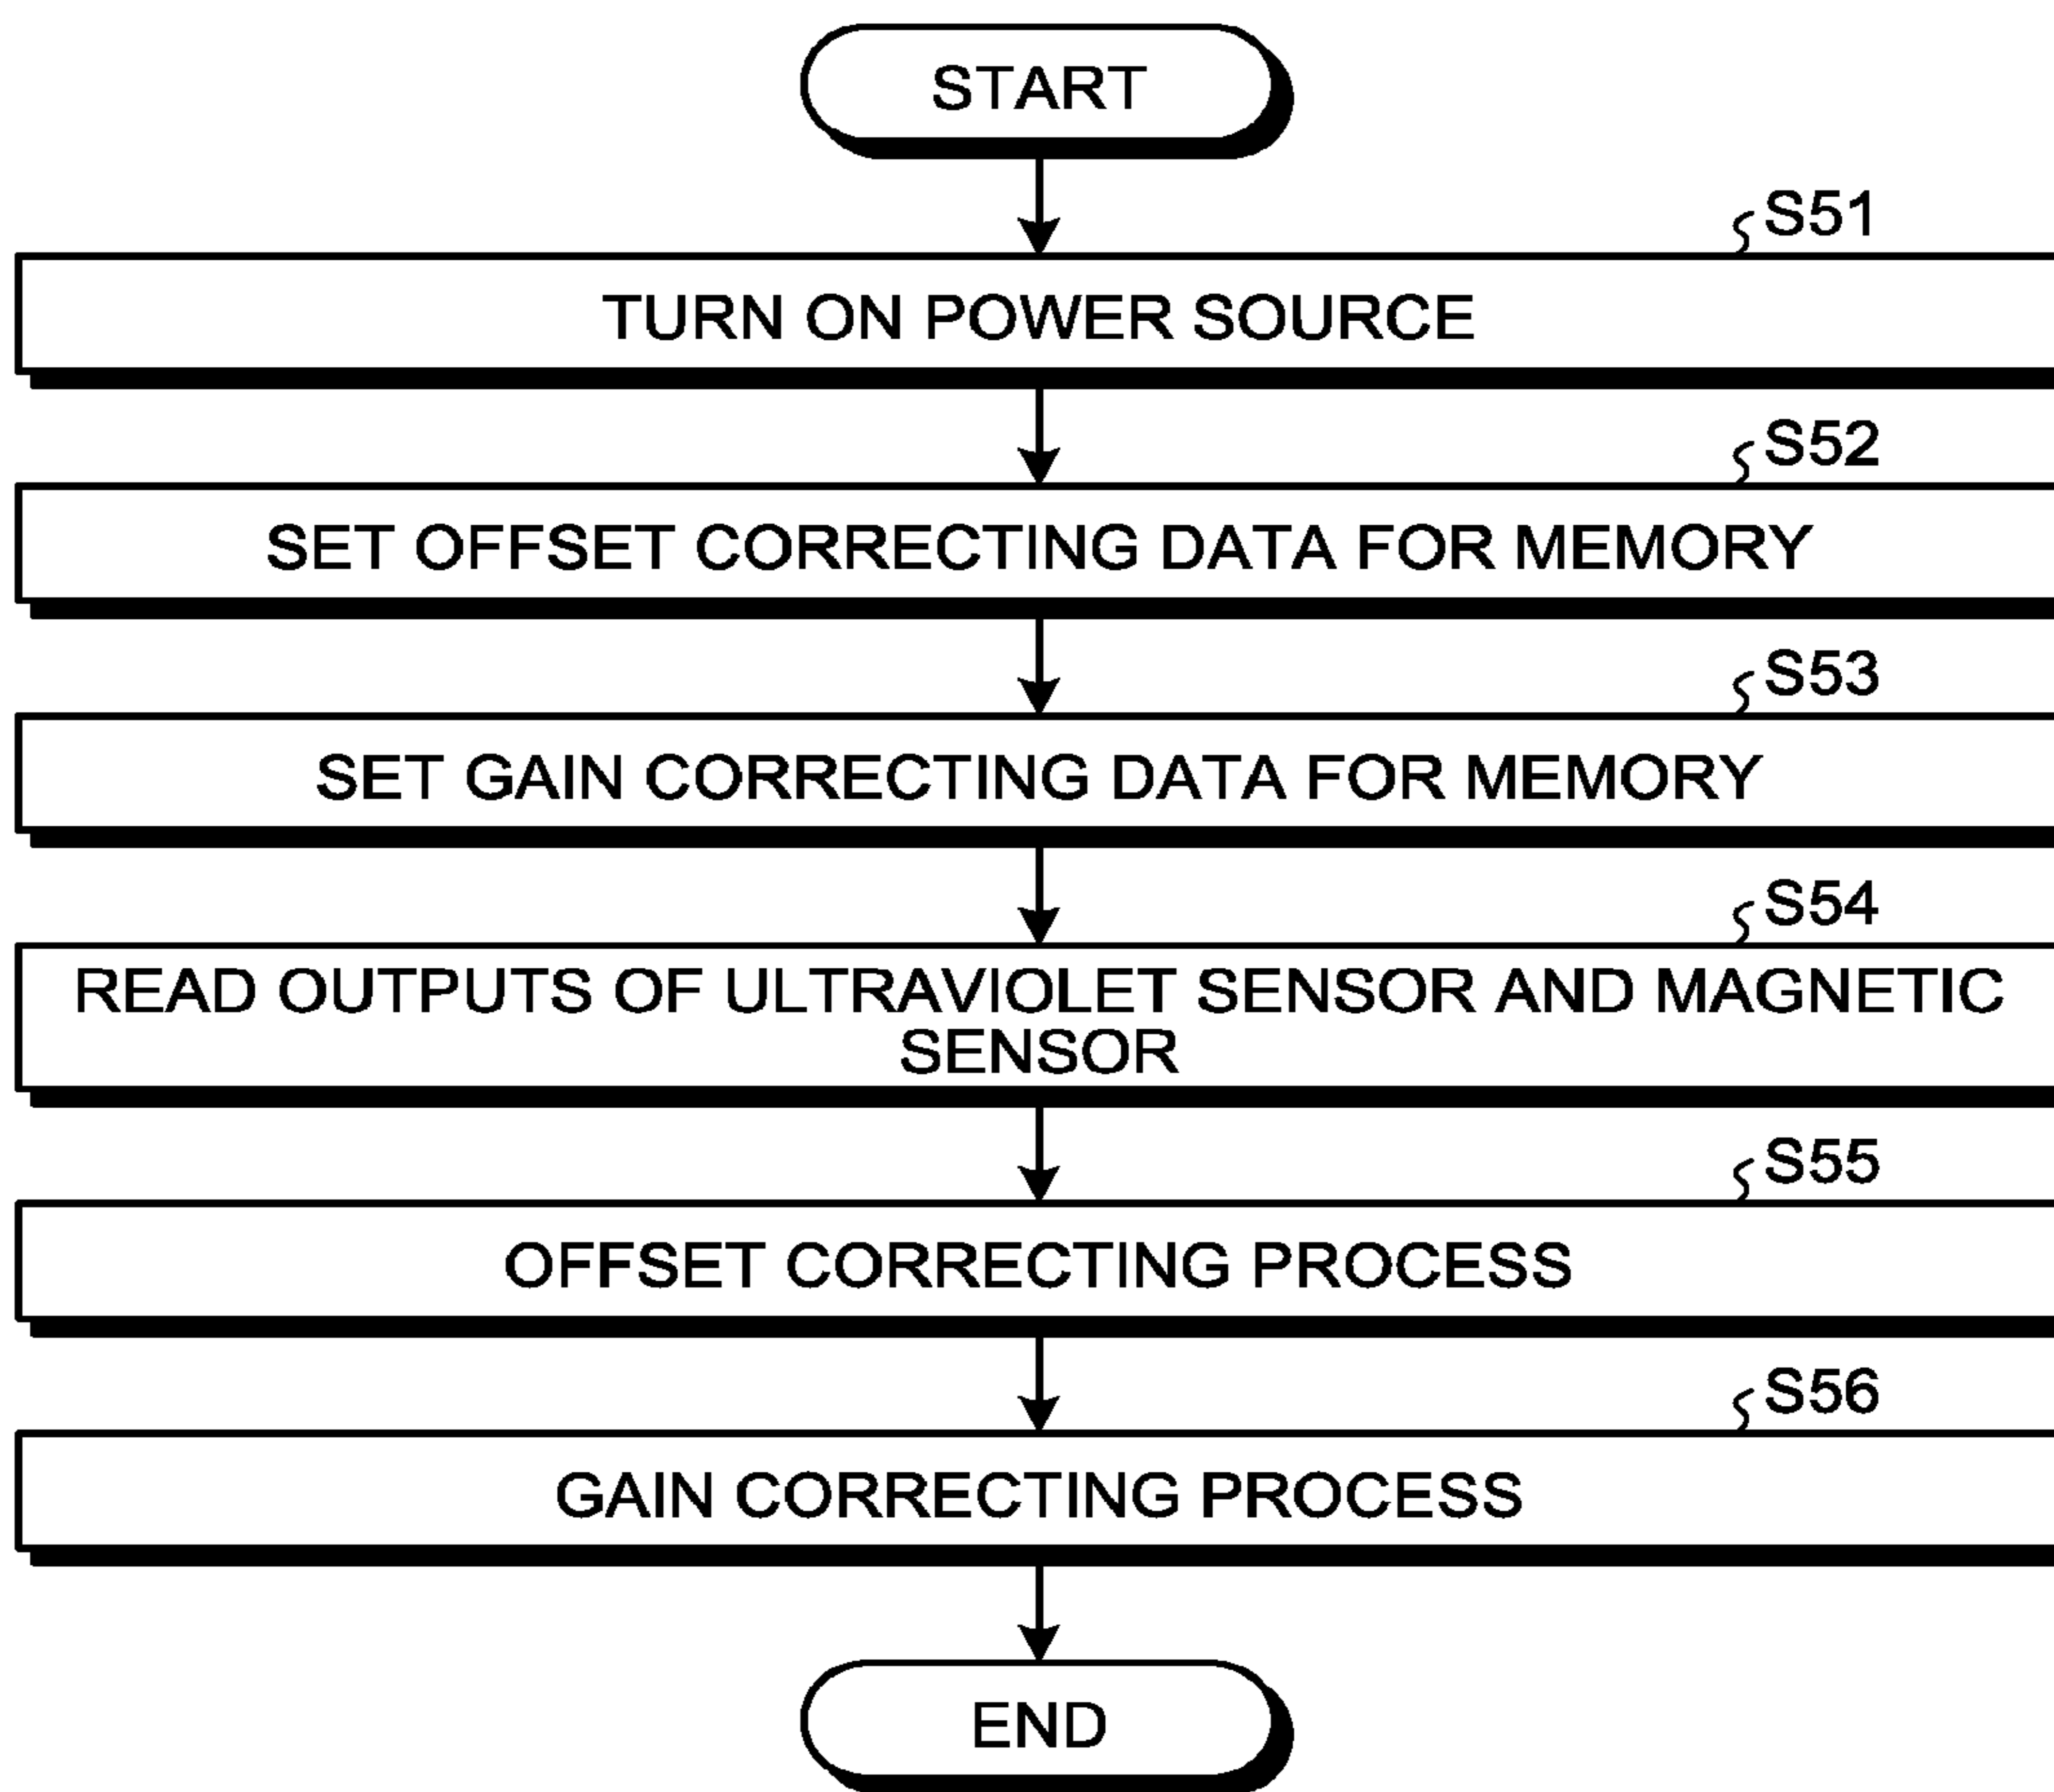 START
S51
TURN ON POWER SOURCE
S52
SET OFFSET CORRECTING DATA FOR MEMORY
S53
SET GAIN CORRECTING DATA FOR MEMORY
S54
READ OUTPUTS OF ULTRAVIOLET SENSOR AND MAGNETIC
SENSOR
S55
OFFSET CORRECTING PROCESS
S56
GAIN CORRECTING PROCESS
END